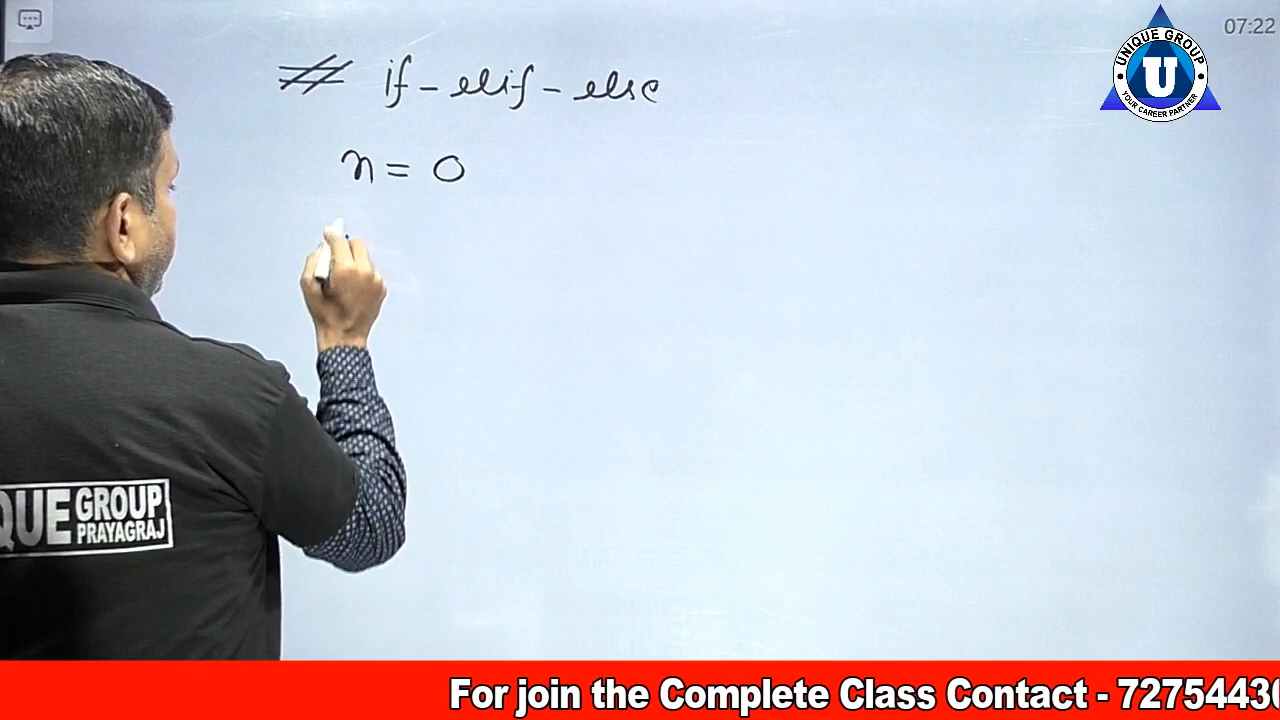 07:22
UNIQUE GROUP
U
YOUR CAREER PARTNER
# if - elif - else
n = 0
QUE GROUP
PRAYAGRAJ
For join the Complete Class Contact - 7275443